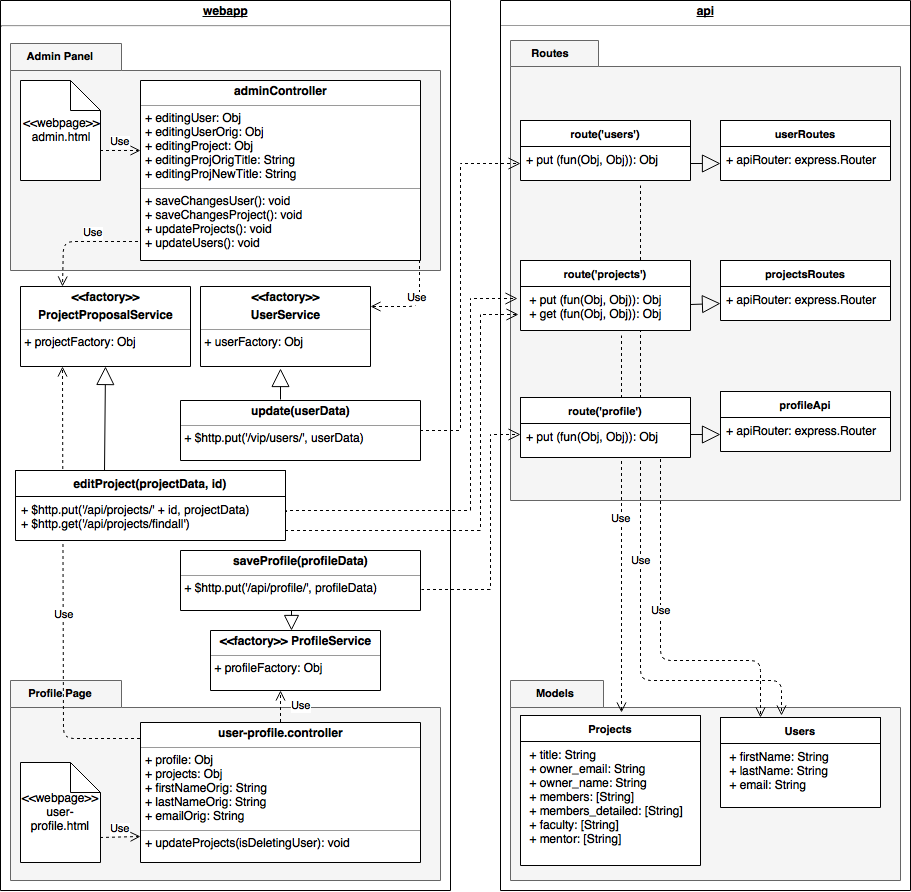 webapp
Admin Panel
<<webpage>>
admin.html
Use
adminController
+ editingUser: Obj
+ editingUserOrig: Obj
+ editingProject: Obj
+ editingProjOrigTitle: String
+ editingProjNewTitle: String
+ saveChangesUser(): void
+ saveChangesProject(): void
+ updateProjects(): void
+ updateUsers(): void
Use
Use
<<factory>>
ProjectProposalService
+ projectFactory: Obj
<<factory>>
UserService
+ userFactory: Obj
update(userData)
+ $http.put('/vip/users/', userData)
editProject(projectData, id)
+ $http.put('/api/projects/' + id, projectData)
+ $http.get('/api/projects/findall')
saveProfile(profileData)
+ $http.put('/api/profile/', profileData)
Use
<<factory>> ProfileService
+ profileFactory: Obj
Use
Profile Page
<<webpage>>
user-
profile.html
Use
user-profile.controller
+ profile: Obj
+ projects: Obj
+ firstNameOrig: String
+ lastNameOrig: String
+ emailOrig: String
+ updateProjects(isDeletingUser): void
api
Routes
route('users')
+ put (fun(Obj, Obj)): Obj
userRoutes
+ apiRouter: express.Router
route('projects')
+ put (fun(Obj, Obj)): Obj
+ get (fun(Obj, Obj)): Obj
projectsRoutes
+ apiRouter: express.Router
route('profile')
+ put (fun(Obj, Obj)): Obj
profileApi
+ apiRouter: express.Router
Use
Use
Use
Models
Projects
+ title: String
+ owner_email: String
+ owner_name: String
+ members: [String]
+ members_detailed: [String]
+ faculty: [String]
+ mentor: [String]
Users
+ firstName: String
+ lastName: String
+ email: String